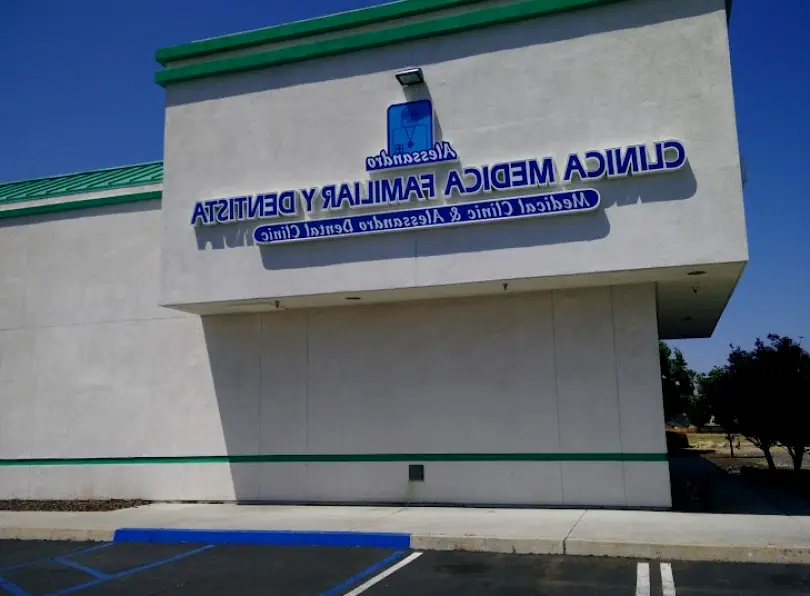 Alessandro
CLINICA MEDICA FAMILIAR Y DENTISTA
Medical Clinic & Alessandro Dental Clinic